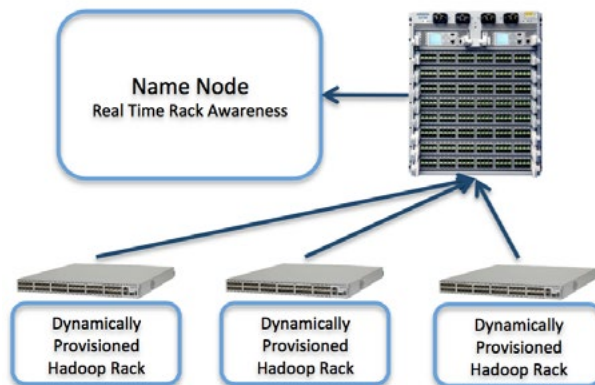 Name Node
Real Time Rack Awareness
Dynamically
Provisioned
Hadoop Rack
Dynamically
Provisioned
Hadoop Rack
Dynamically
Provisioned
Hadoop Rack